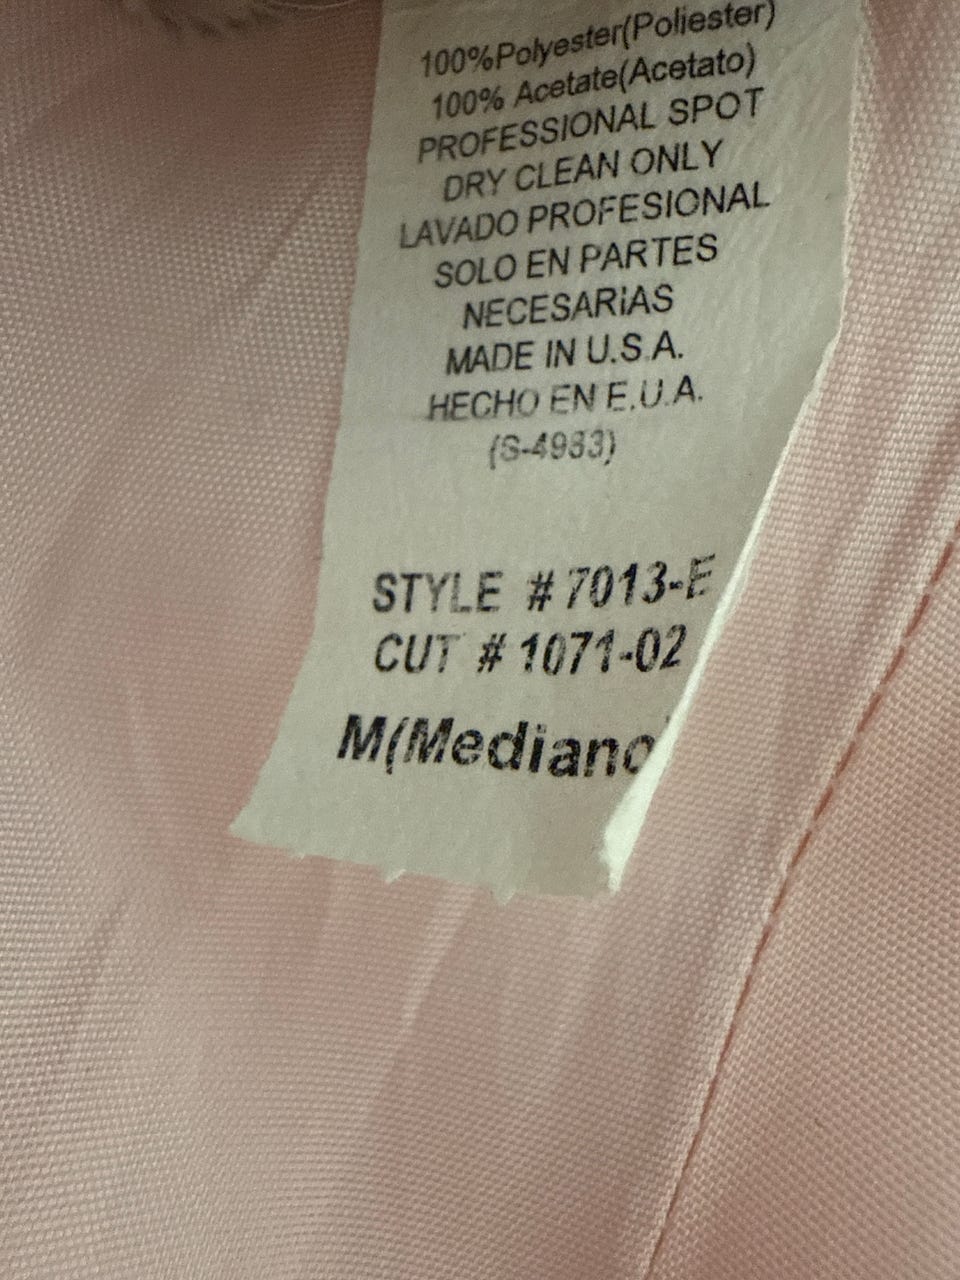 100%Polyester(Poliester)
100% Acetate(Acetato)
PROFESSIONAL SPOT
DRY CLEAN ONLY
LAVADO PROFESIONAL
SOLO EN PARTES
NECESARiAS
MADE IN U.S.A.
HECHO EN E.U.A.
(S-4983)
STYLE # 7013-E
CUT # 1071-02
M(Mediano